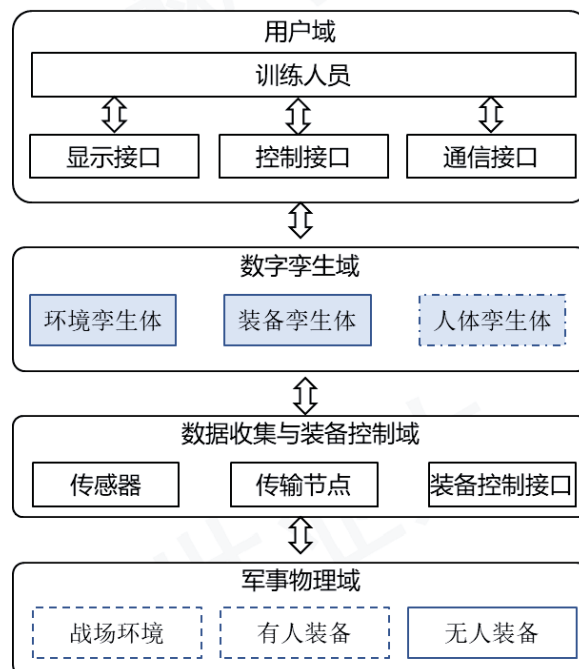 用户域
训练人员
显示接口 控制接口 通信接口
数字孪生域
环境孪生体 装备孪生体 人体孪生体
数据收集与装备控制域
传感器 传输节点 装备控制接口
军事物理域
战场环境 有人装备 无人装备